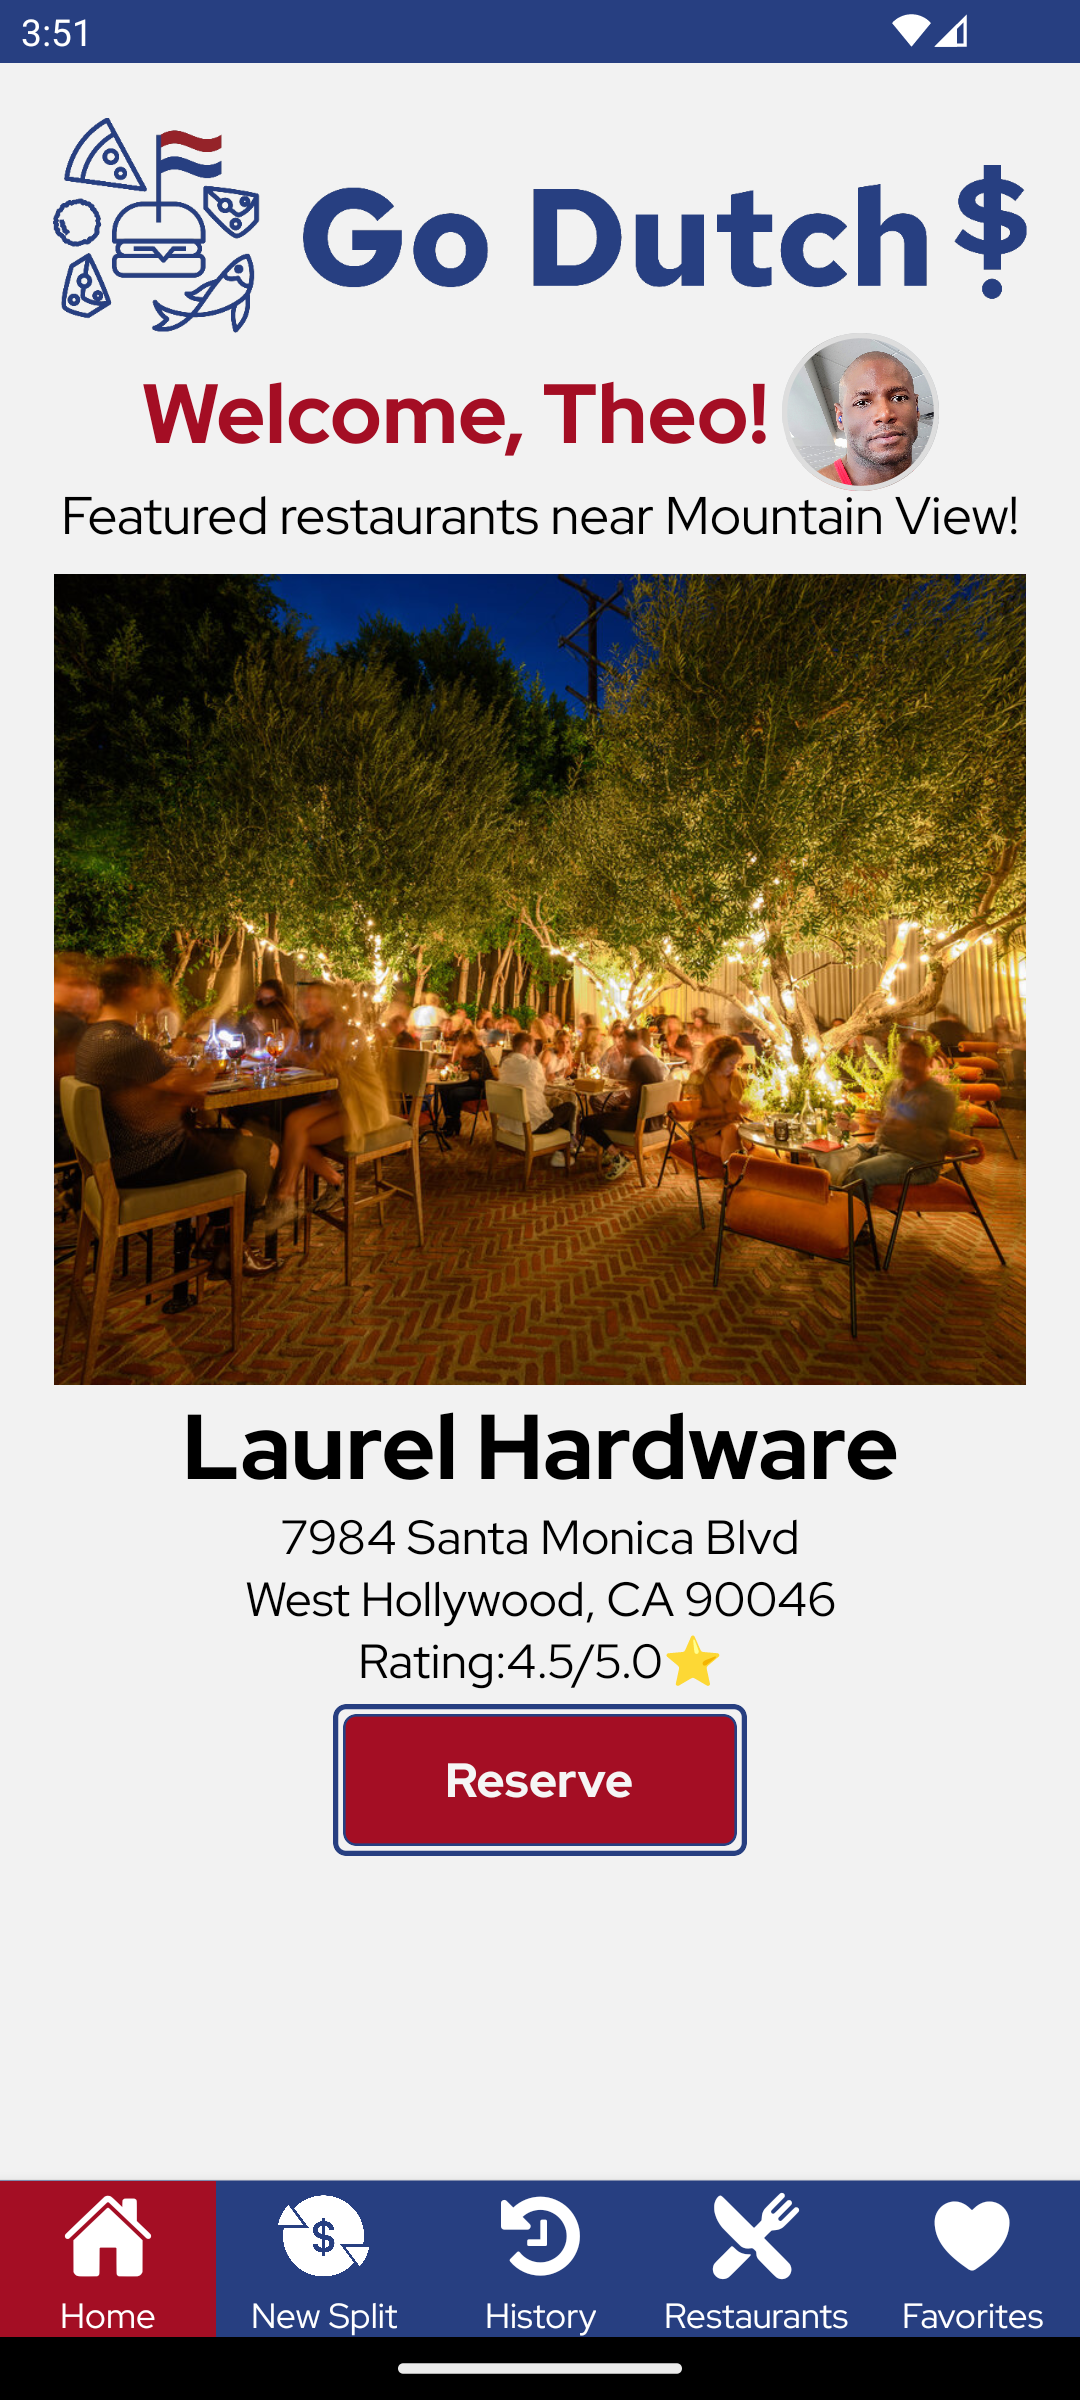 3:51
Go Dutch $
Welcome, Theo!
Featured restaurants near Mountain View!
Laurel Hardware
7984 Santa Monica Blvd
West Hollywood, CA 90046
Rating:4.5/5.0⭐
Reserve
$
Home New Split History Restaurants Favorites